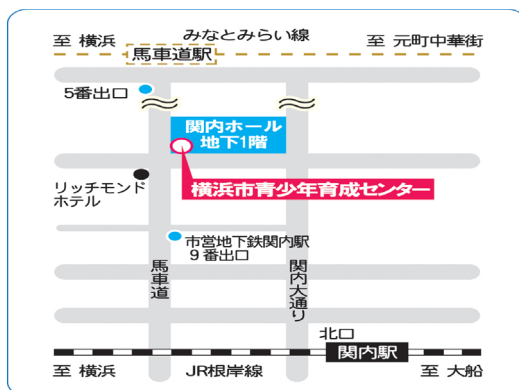 みなとみらい線
至 横浜
至 元町中華街
馬車道駅
5番出口
関内ホール
地下1階
リッチモンド
ホテル
横浜市青少年育成センター
市営地下鉄関内駅
9番出口
馬車道
関内大通り
北口
関内駅
至 横浜
JR根岸線
至 大船